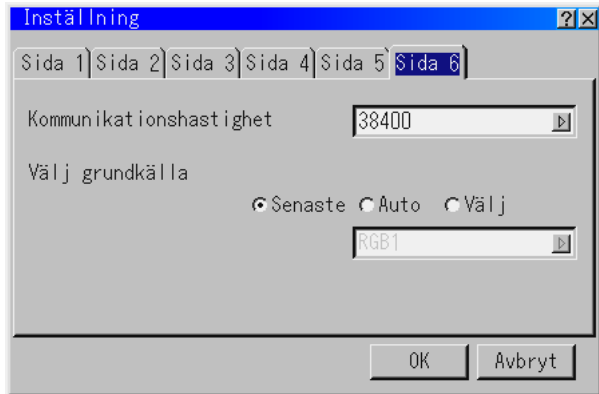 Inställning
Sida 1 Sida 2 Sida 3 Sida 4 Sida 5 Sida 6
Kommunikationshastighet 38400
Välj grundkälla
Senaste Auto Välj
RGB1
OK Avbryt